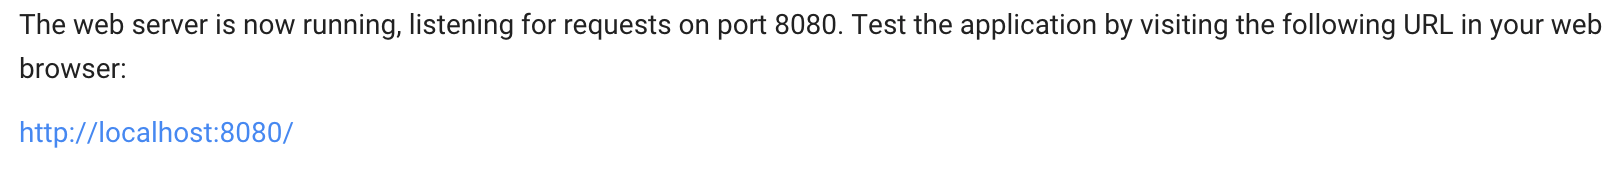 The web server is now running, listening for requests on port 8080. Test the application by visiting the following URL in your web
browser:
http://localhost:8080/